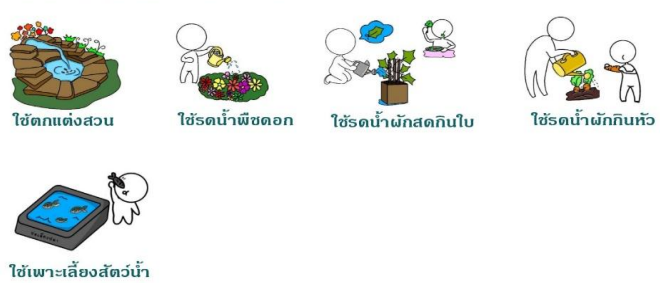 ใช้ตกแต่งสวน
ใช้รดน้ำพืชดอก
ใช้รดน้ำผักสดกินใบ
ใช้รดน้ำผักกินหัว
ใช้เพาะเลี้ยงสัตว์น้ำ